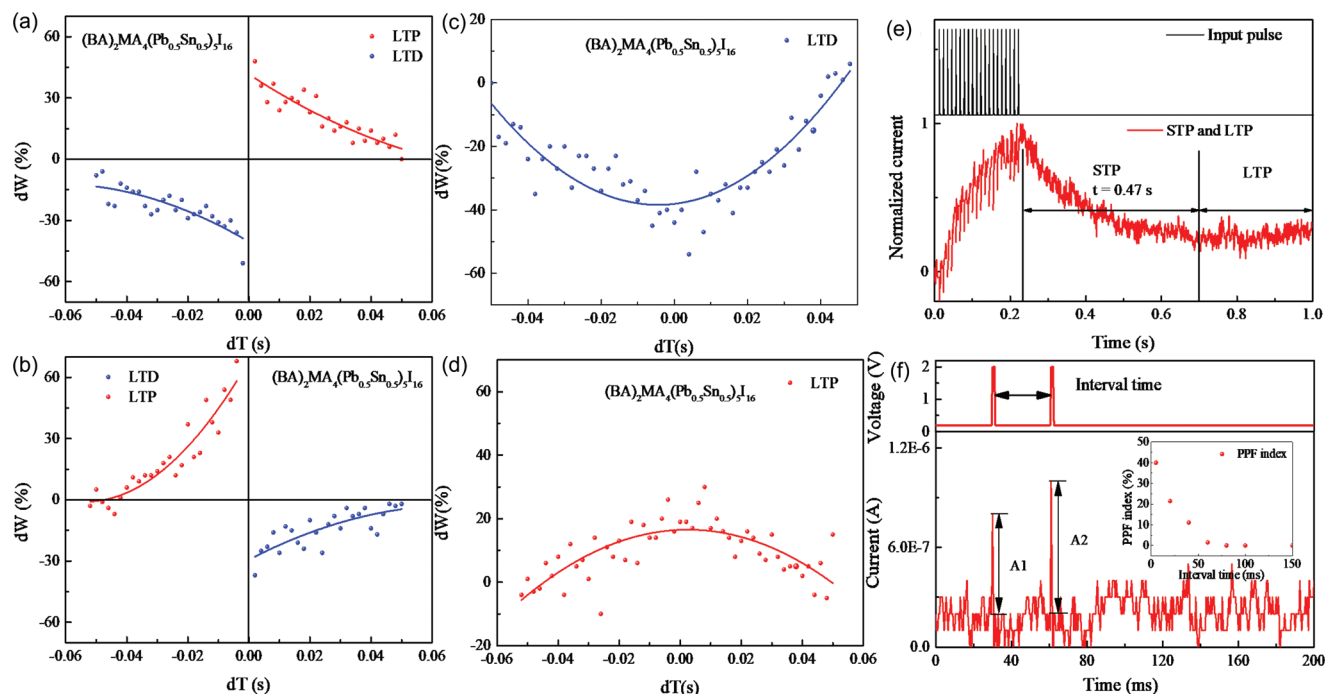 (a)
(BA)₂MA₄(Pb₀.₅Sn₀.₅)₅I₁₆
LTP
LTD
60
30
0
-30
-60
dW(%)
-0.06 -0.04 -0.02 0.00 0.02 0.04 0.06
dT (s)
(b)
LTD
LTP
(BA)₂MA₄(Pb₀.₅Sn₀.₅)₅I₁₆
60
30
0
-30
-60
dW(%)
-0.06 -0.04 -0.02 0.00 0.02 0.04 0.06
dT (s)
(c)
(BA)₂MA₄(Pb₀.₅Sn₀.₅)₅I₁₆
LTD
20
0
-20
-40
-60
dW(%)
-0.04 -0.02 0.00 0.02 0.04
dT(s)
(d)
(BA)₂MA₄(Pb₀.₅Sn₀.₅)₅I₁₆
LTP
60
40
20
0
-20
dW(%)
-0.06 -0.04 -0.02 0.00 0.02 0.04 0.06
dT(s)
(e)
Input pulse
STP and LTP
STP
t = 0.47 s
LTP
1
0
Normalized current
0.0 0.2 0.4 0.6 0.8 1.0
Time (s)
(f)
Interval time
2
1
0
Voltage (V)
1.2E-6
6.0E-7
0.0
Current (A)
A1
A2
PPF index
50
40
30
20
10
0
PPF index (%)
0 50 100 150
Interval time (ms)
0 40 80 120 160 200
Time (ms)